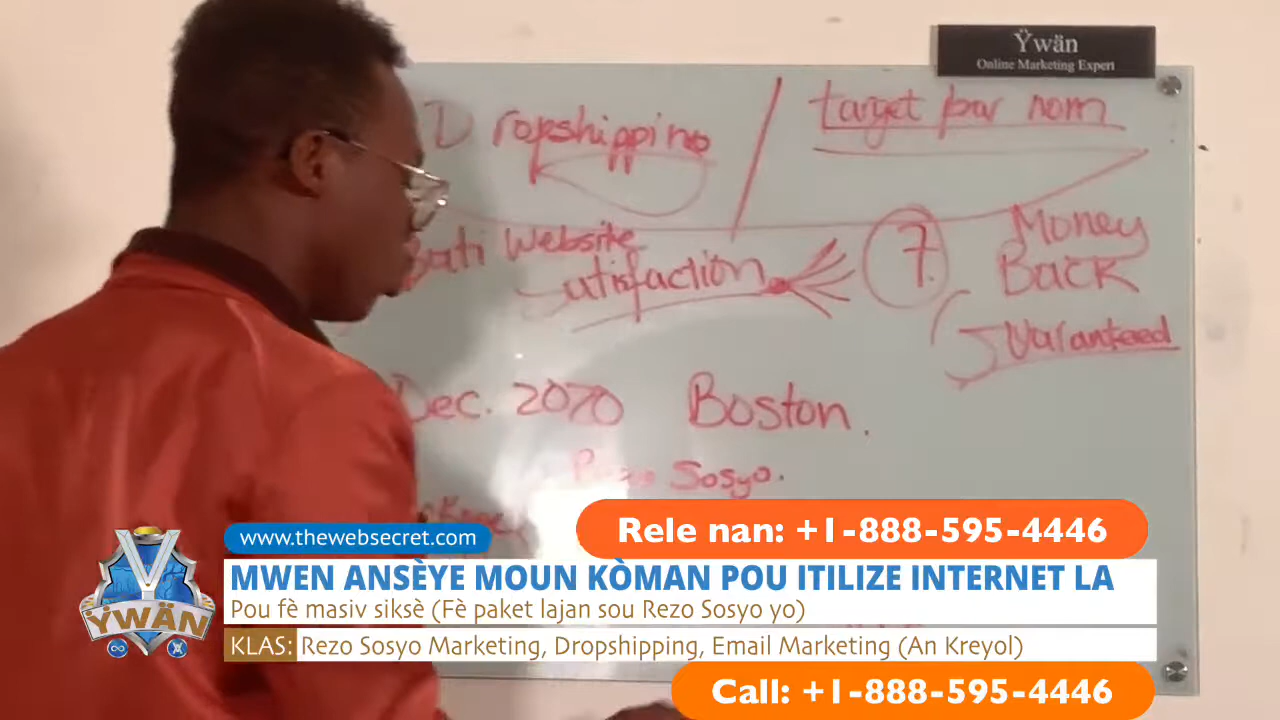 Ÿwän
Online Marketing Expert
Dropshipping
target par nom
Bati Website
Satisfaction
7.
Money
Back
Guaranteed
Dec. 2020 Boston.
Rezo Sosyo.
www.thewebsecret.com
Rele nan: +1-888-595-4446
MWEN ANSÈYE MOUN KÒMAN POU ITILIZE INTERNET LA
Pou fè masiv siksè (Fè paket lajan sou Rezo Sosyo yo)
KLAS: Rezo Sosyo Marketing, Dropshipping, Email Marketing (An Kreyol)
ŸWÄN
Call: +1-888-595-4446